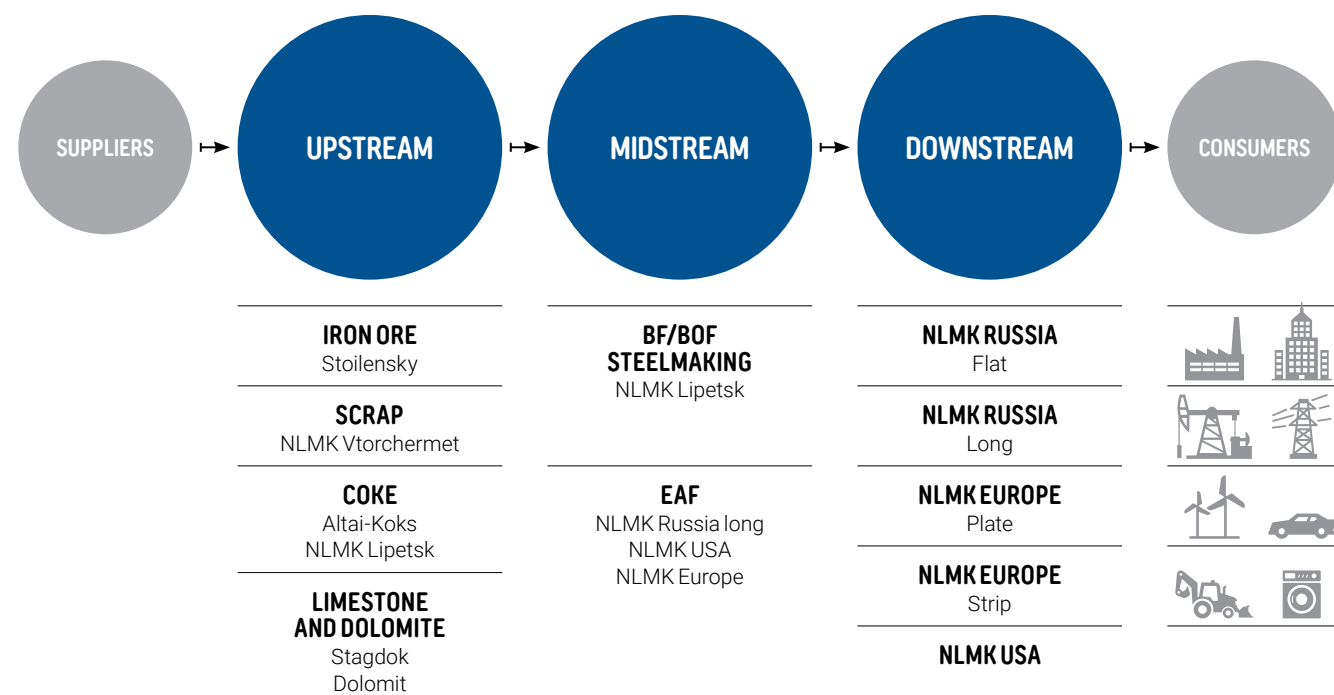 SUPPLIERS
UPSTREAM
MIDSTREAM
DOWNSTREAM
CONSUMERS
IRON ORE
Stoilensky
SCRAP
NLMK Vtorchermet
COKE
Altai-Koks
NLMK Lipetsk
LIMESTONE
AND DOLOMITE
Stagdok
Dolomit
BF/BOF
STEELMAKING
NLMK Lipetsk
EAF
NLMK Russia long
NLMK USA
NLMK Europe
NLMK RUSSIA
Flat
NLMK RUSSIA
Long
NLMK EUROPE
Plate
NLMK EUROPE
Strip
NLMK USA